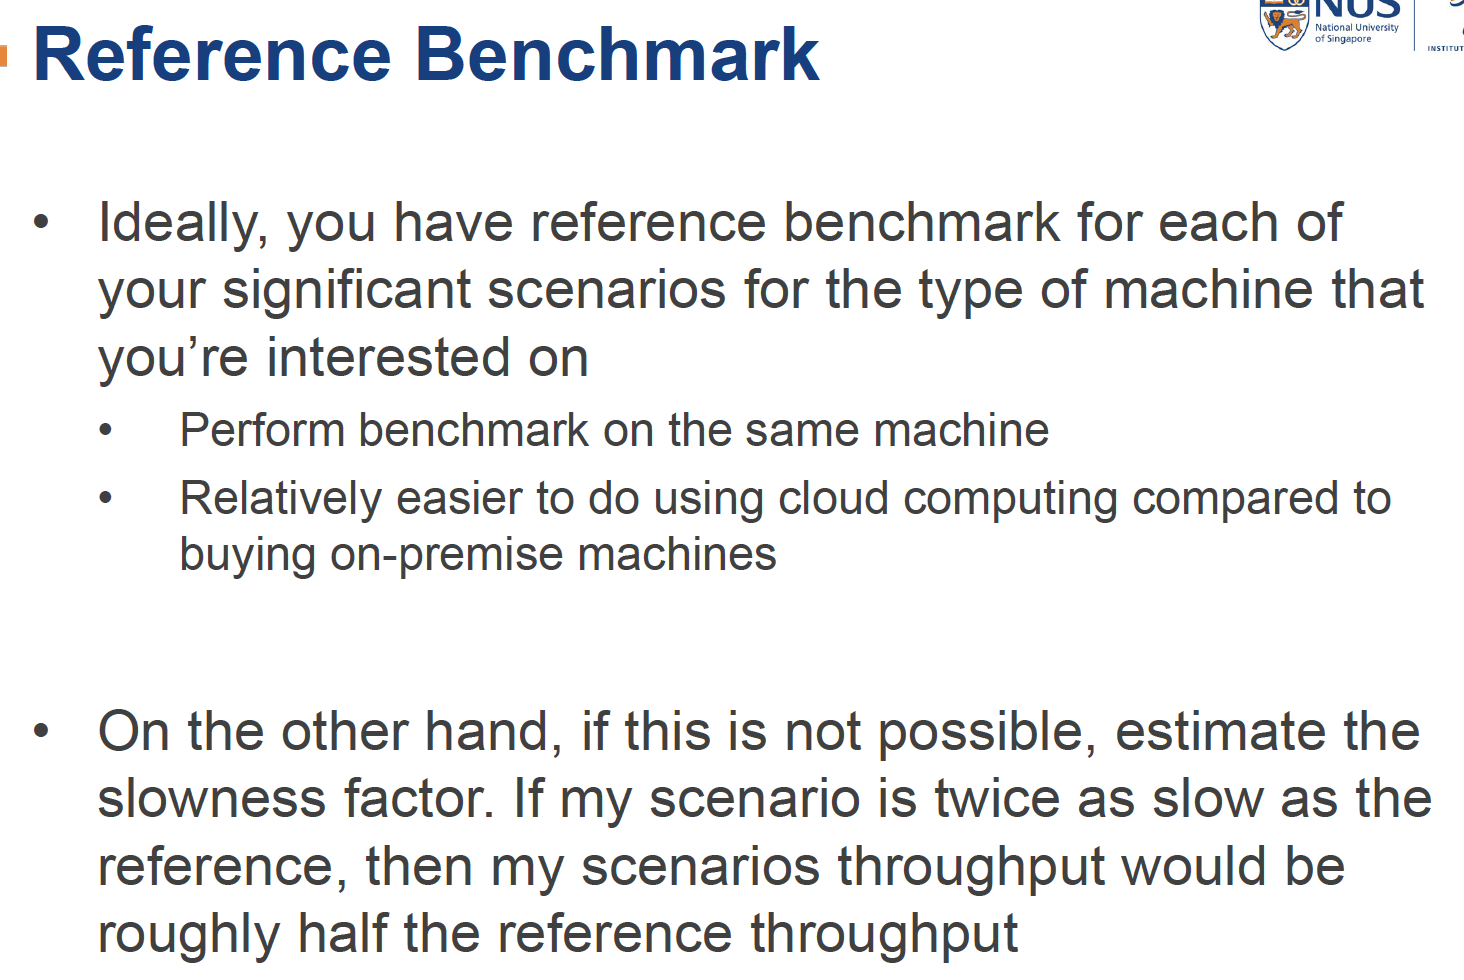 Reference Benchmark
NUS
National University
of Singapore
• Ideally, you have reference benchmark for each of
your significant scenarios for the type of machine that
you’re interested on
• Perform benchmark on the same machine
• Relatively easier to do using cloud computing compared to
buying on-premise machines
• On the other hand, if this is not possible, estimate the
slowness factor. If my scenario is twice as slow as the
reference, then my scenarios throughput would be
roughly half the reference throughput